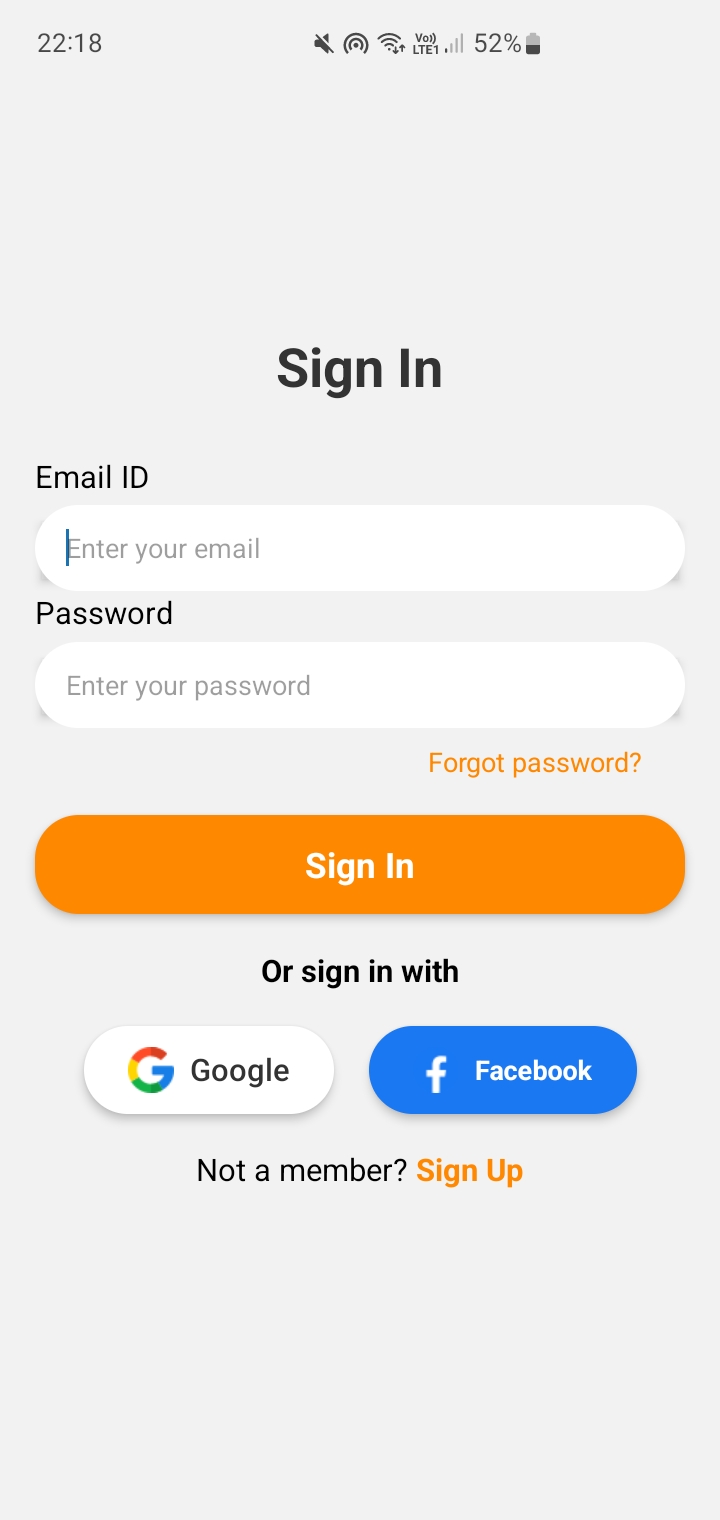 22:18
Vo)) LTE1 52%
Sign In
Email ID
Enter your email
Password
Enter your password
Forgot password?
Sign In
Or sign in with
Google
Facebook
Not a member? Sign Up